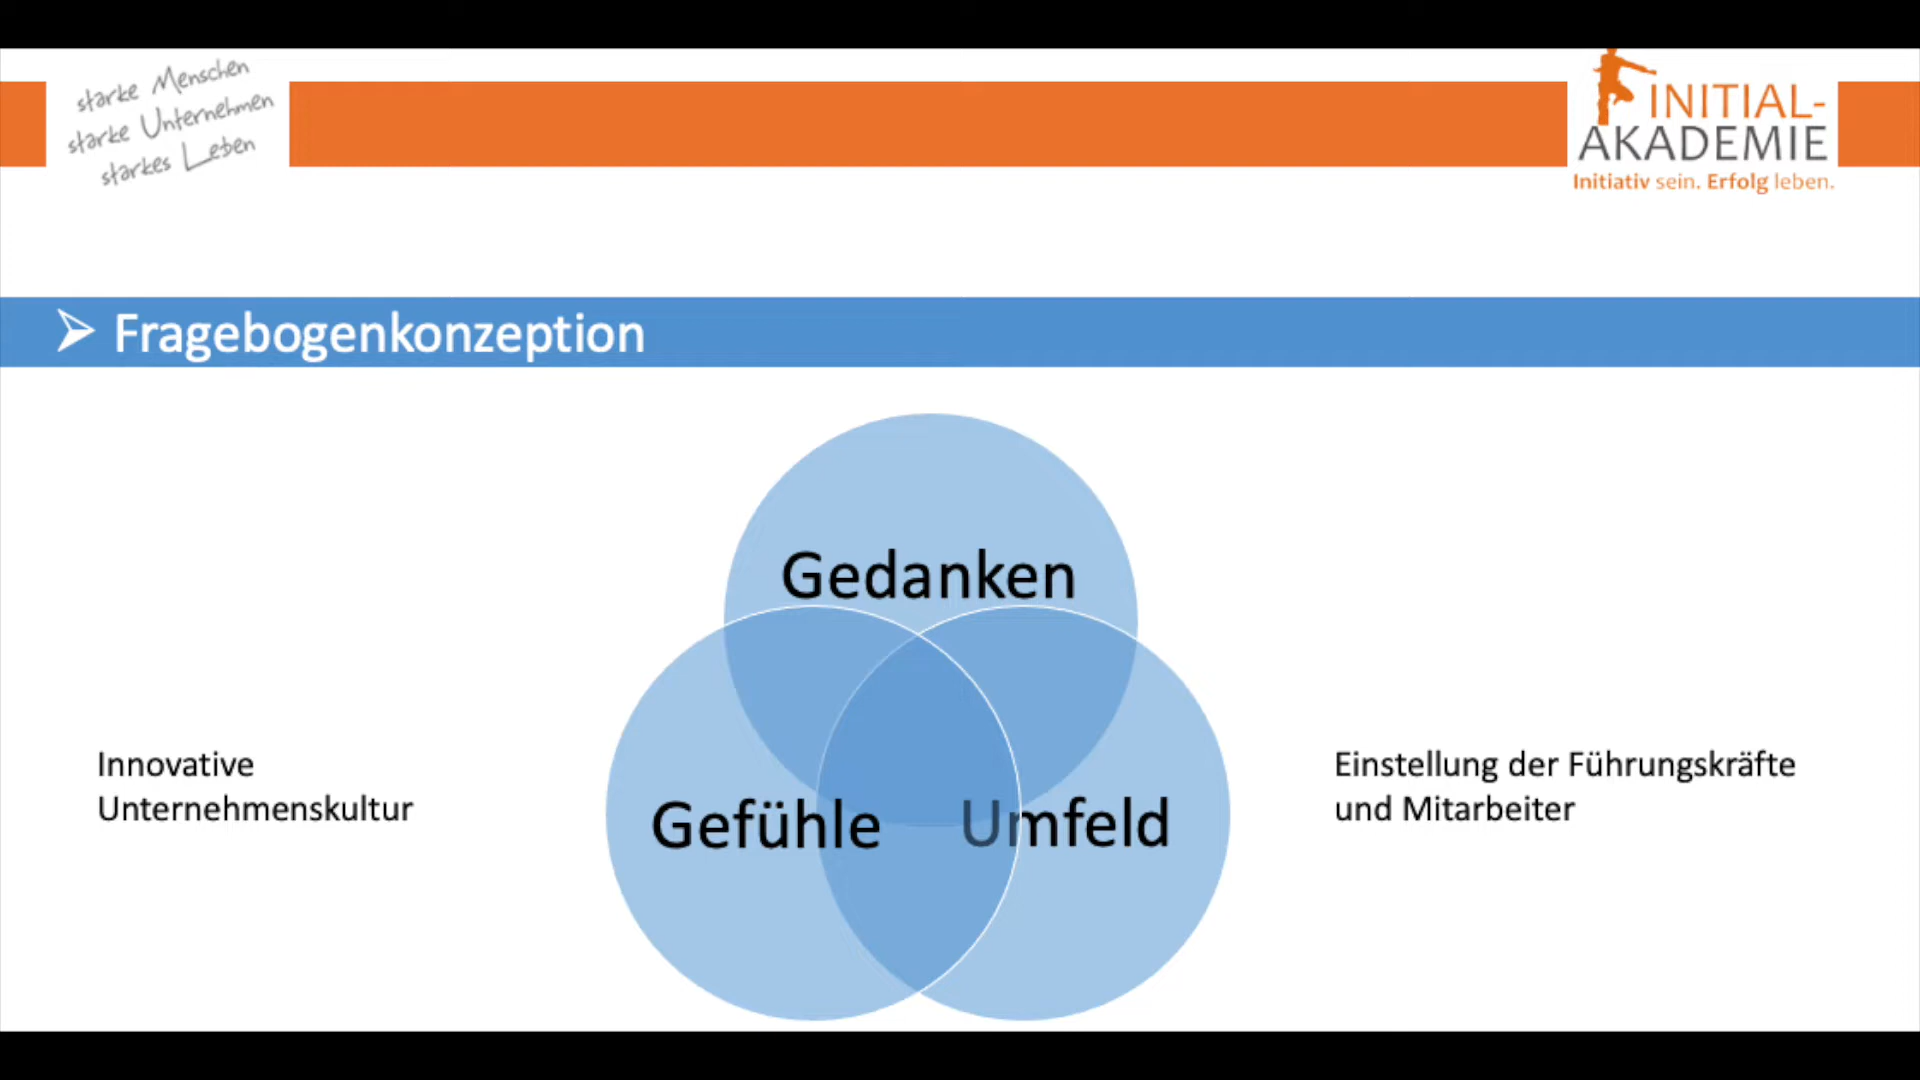 starke Menschen
starke Unternehmen
starkes Leben
INITIAL-
AKADEMIE
Initiativ sein. Erfolg leben.
Fragebogenkonzeption
Gedanken
Innovative
Unternehmenskultur
Gefühle
Umfeld
Einstellung der Führungskräfte
und Mitarbeiter